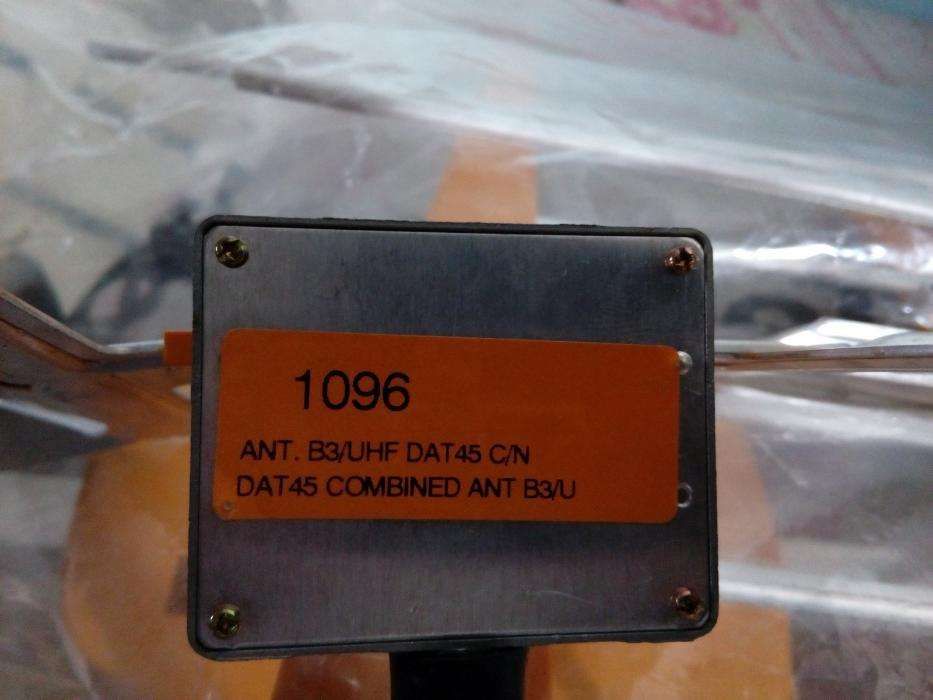 1096
ANT. B3/UHF DAT45 C/N
DAT45 COMBINED ANT B3/U